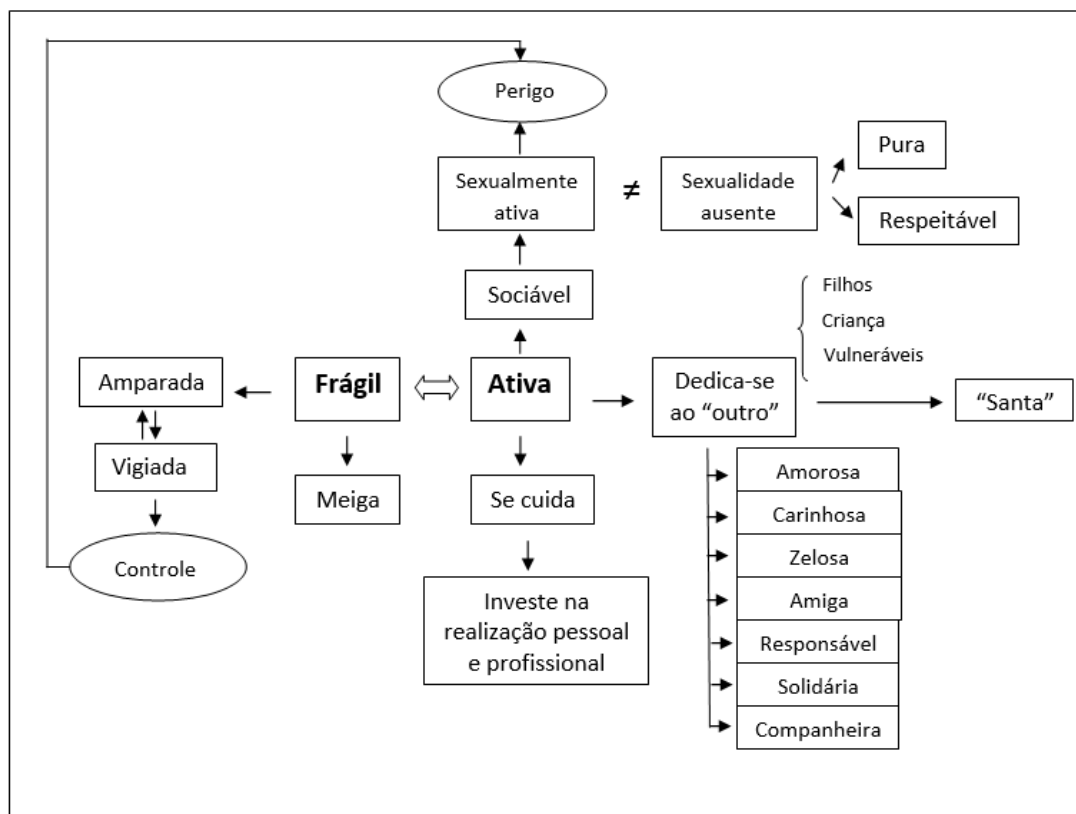 Perigo
Pura
Sexualmente
ativa
≠
Sexualidade
ausente
Respeitável
Sociável
Filhos
Criança
Vulneráveis
Amparada
Frágil
Ativa
Dedica-se
ao “outro”
“Santa”
Vigiada
Meiga
Se cuida
Controle
Investe na
realização pessoal
e profissional
Amorosa
Carinhosa
Zelosa
Amiga
Responsável
Solidária
Companheira